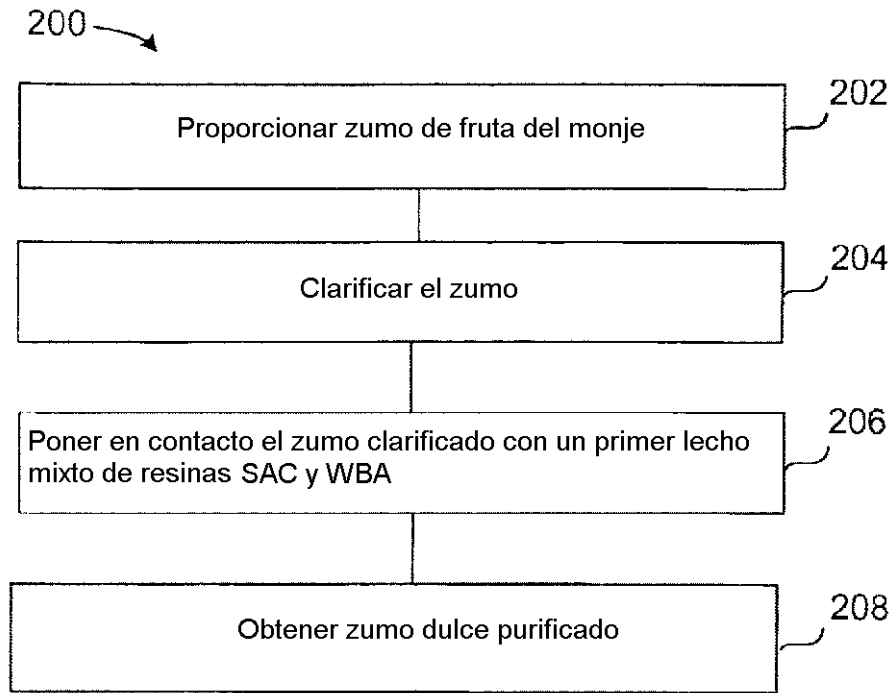 200
Proporcionar zumo de fruta del monje
202
Clarificar el zumo
204
Poner en contacto el zumo clarificado con un primer lecho
mixto de resinas SAC y WBA
206
Obtener zumo dulce purificado
208